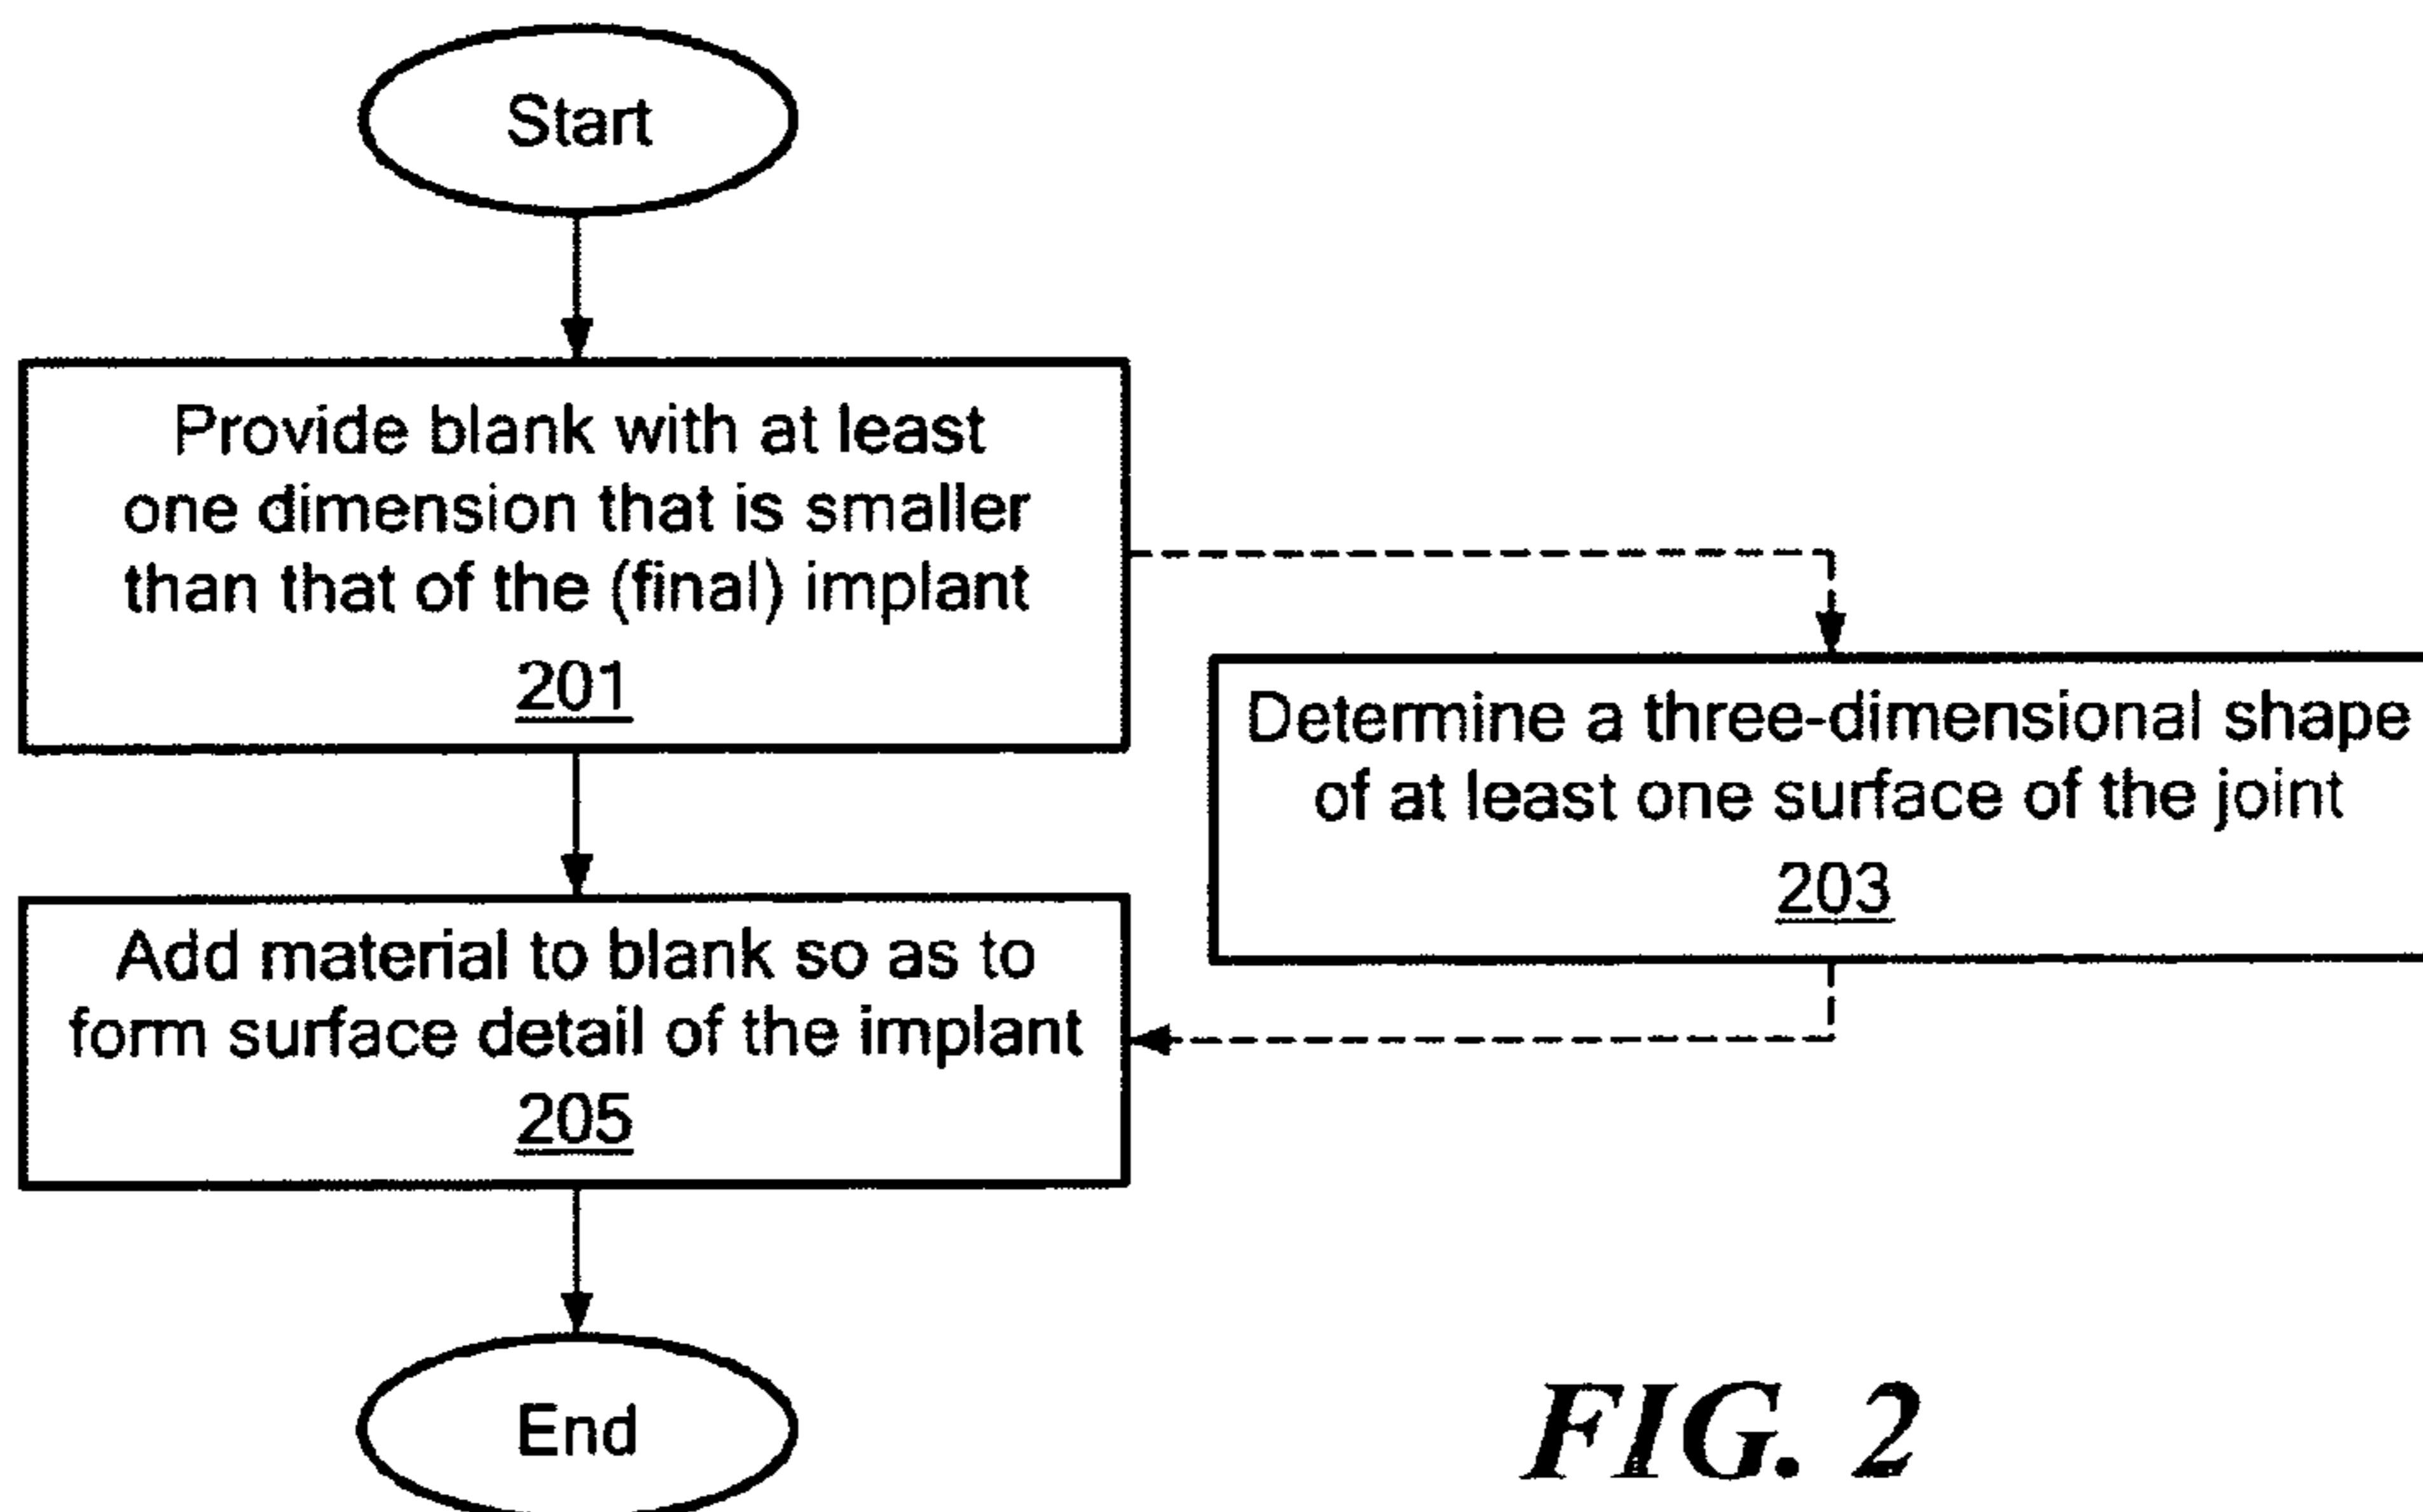 Start
Provide blank with at least
one dimension that is smaller
than that of the (final) implant
201
Determine a three-dimensional shape
of at least one surface of the joint
203
Add material to blank so as to
form surface detail of the implant
205
End
FIG. 2